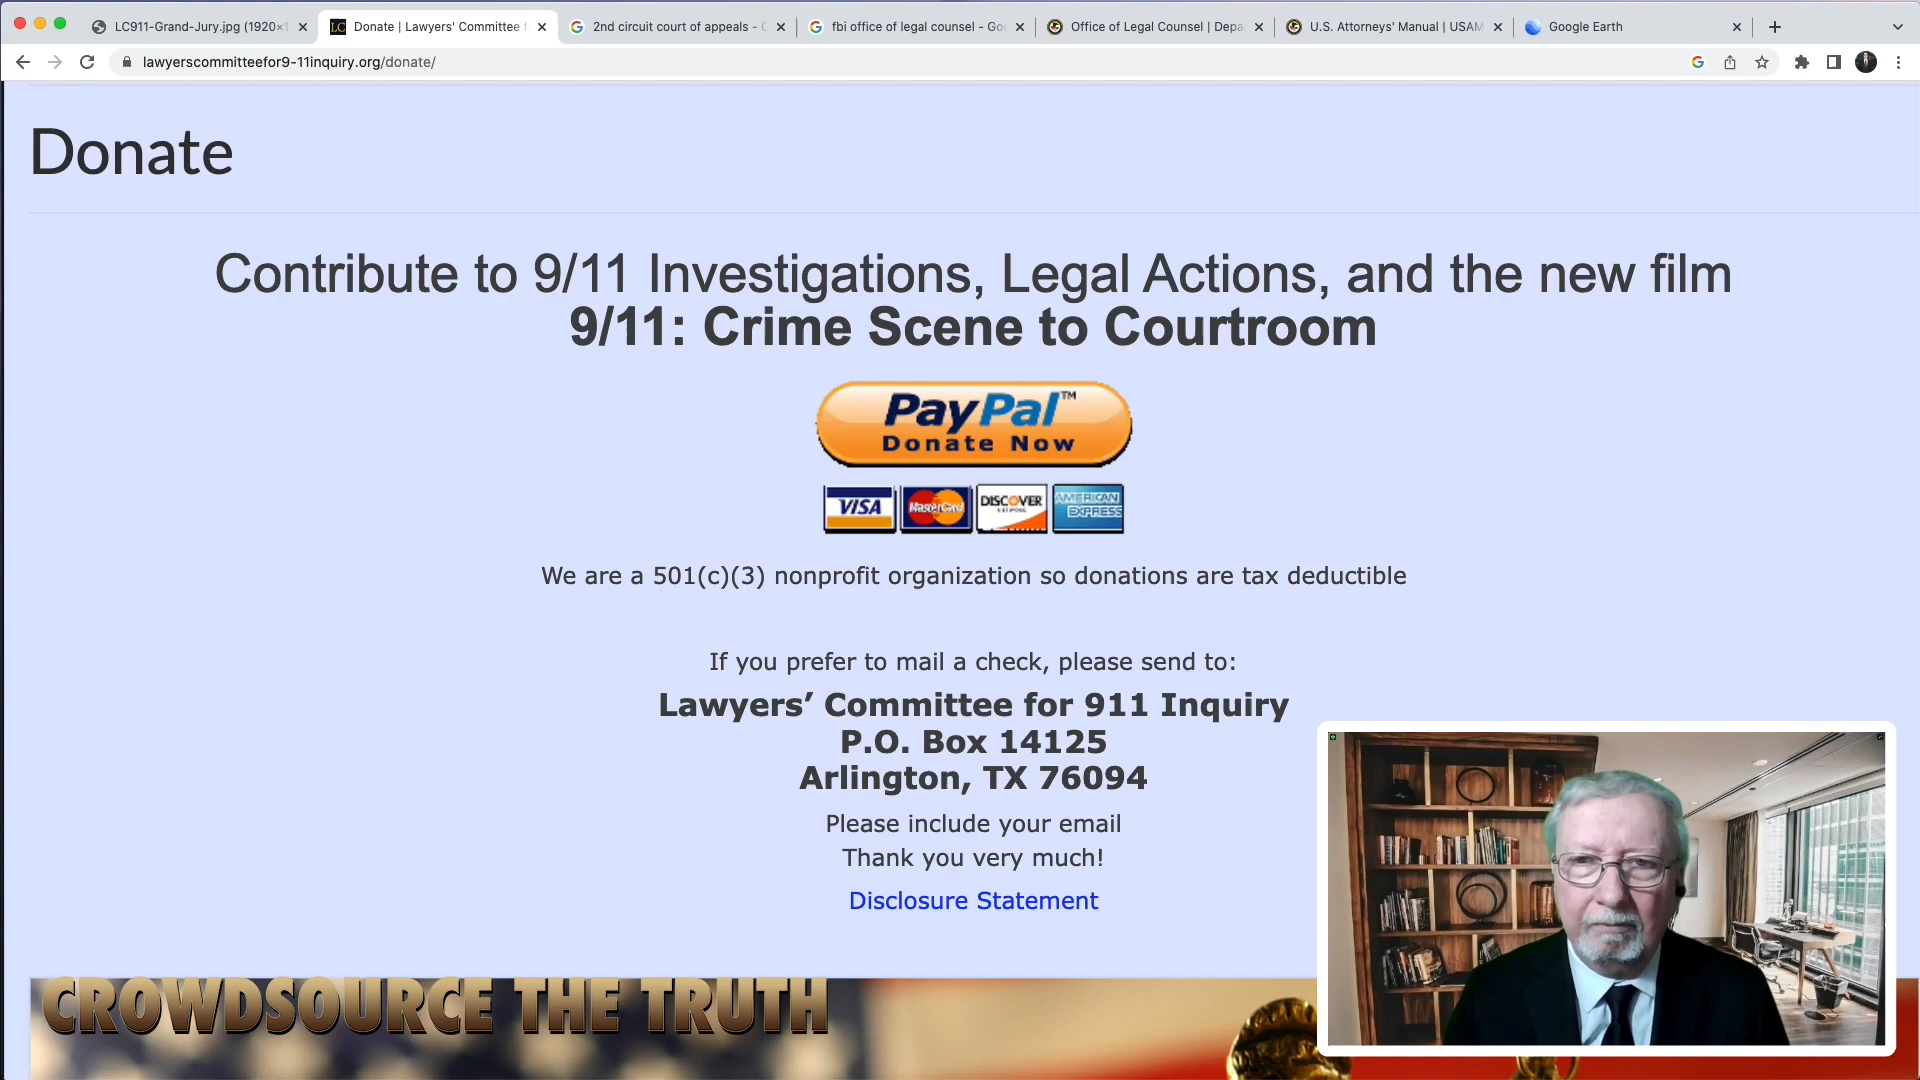 LC911-Grand-Jury.jpg (1920×1
Donate | Lawyers' Committee f
2nd circuit court of appeals - G
fbi office of legal counsel - Goo
Office of Legal Counsel | Depa
U.S. Attorneys' Manual | USAM
Google Earth
lawyerscommitteefor9-11inquiry.org/donate/
Donate
Contribute to 9/11 Investigations, Legal Actions, and the new film
9/11: Crime Scene to Courtroom
PayPal™
Donate Now
VISA
MasterCard
DISCOVER
NETWORK
AMERICAN
EXPRESS
We are a 501(c)(3) nonprofit organization so donations are tax deductible
If you prefer to mail a check, please send to:
Lawyers’ Committee for 911 Inquiry
P.O. Box 14125
Arlington, TX 76094
Please include your email
Thank you very much!
Disclosure Statement
CROWDSOURCE THE TRUTH